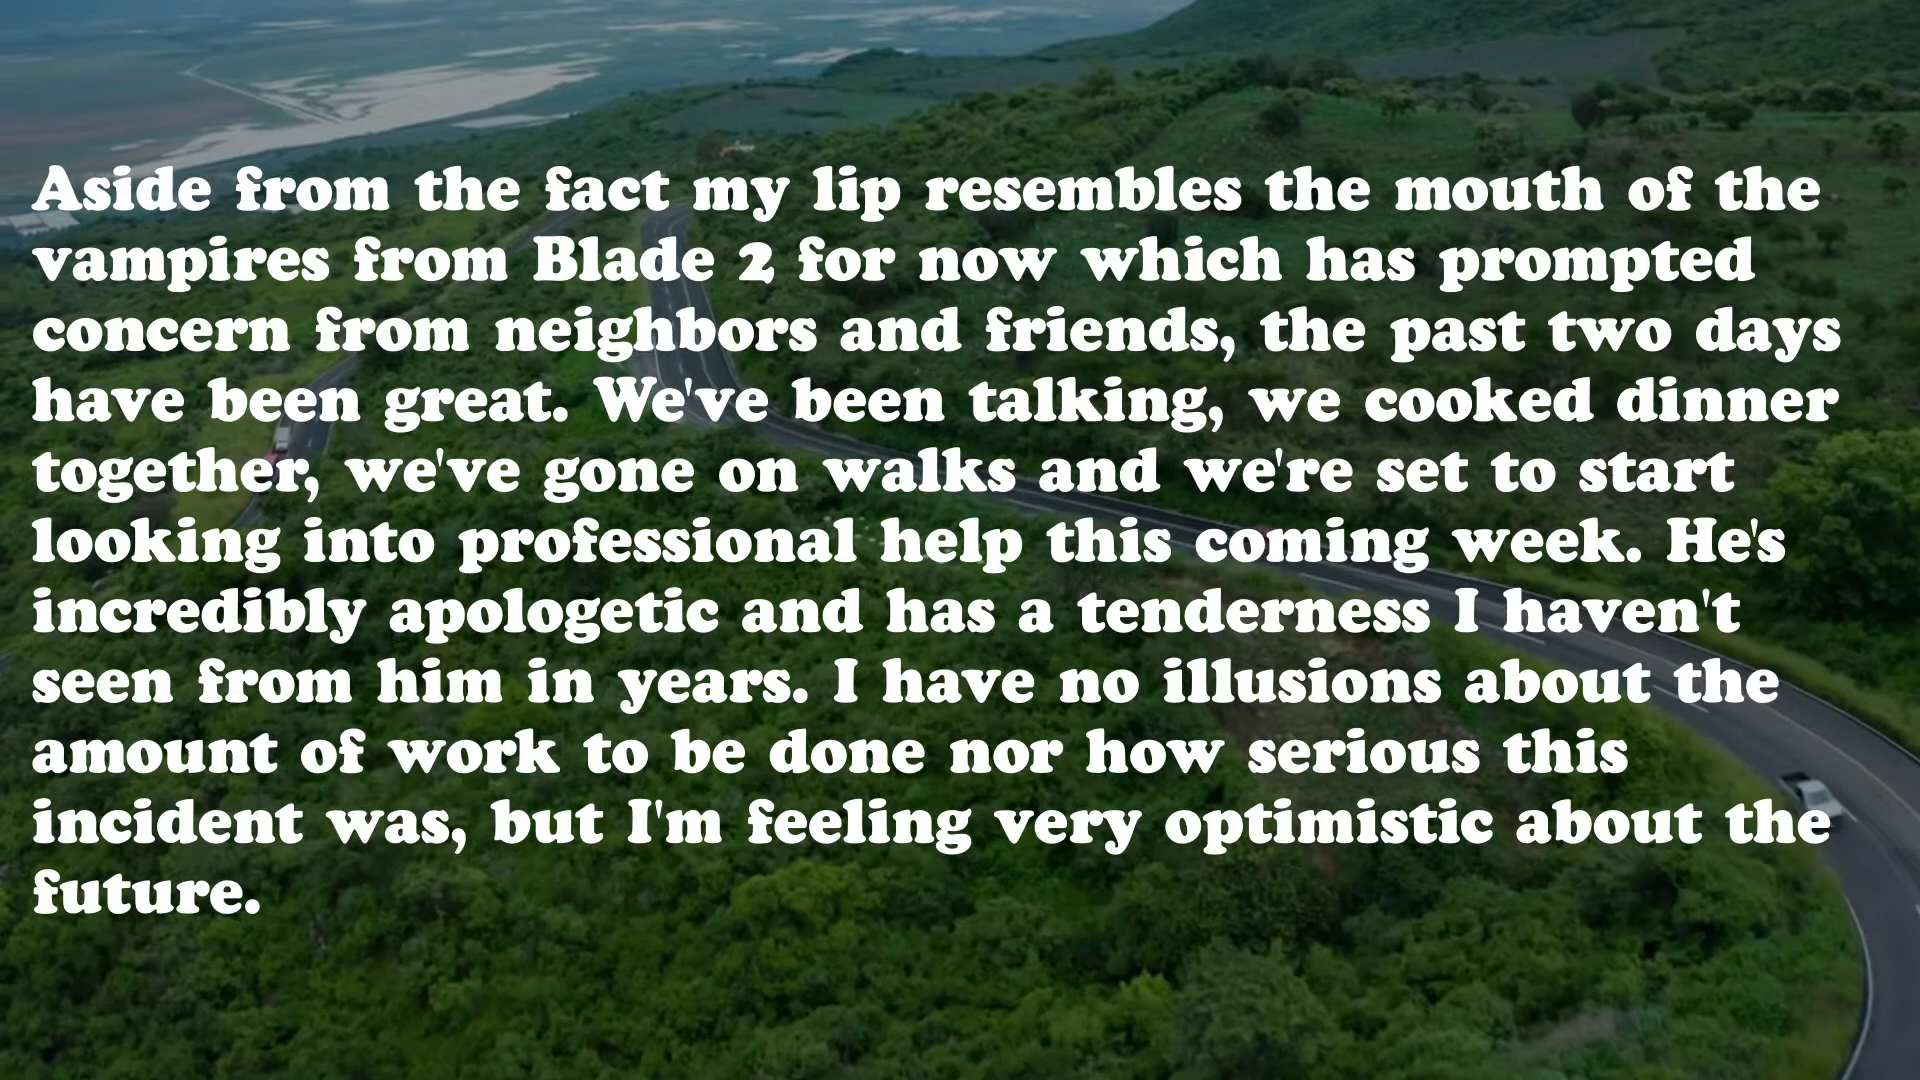 Aside from the fact my lip resembles the mouth of the
vampires from Blade 2 for now which has prompted
concern from neighbors and friends, the past two days
have been great. We've been talking, we cooked dinner
together, we've gone on walks and we're set to start
looking into professional help this coming week. He's
incredibly apologetic and has a tenderness I haven't
seen from him in years. I have no illusions about the
amount of work to be done nor how serious this
incident was, but I'm feeling very optimistic about the
future.